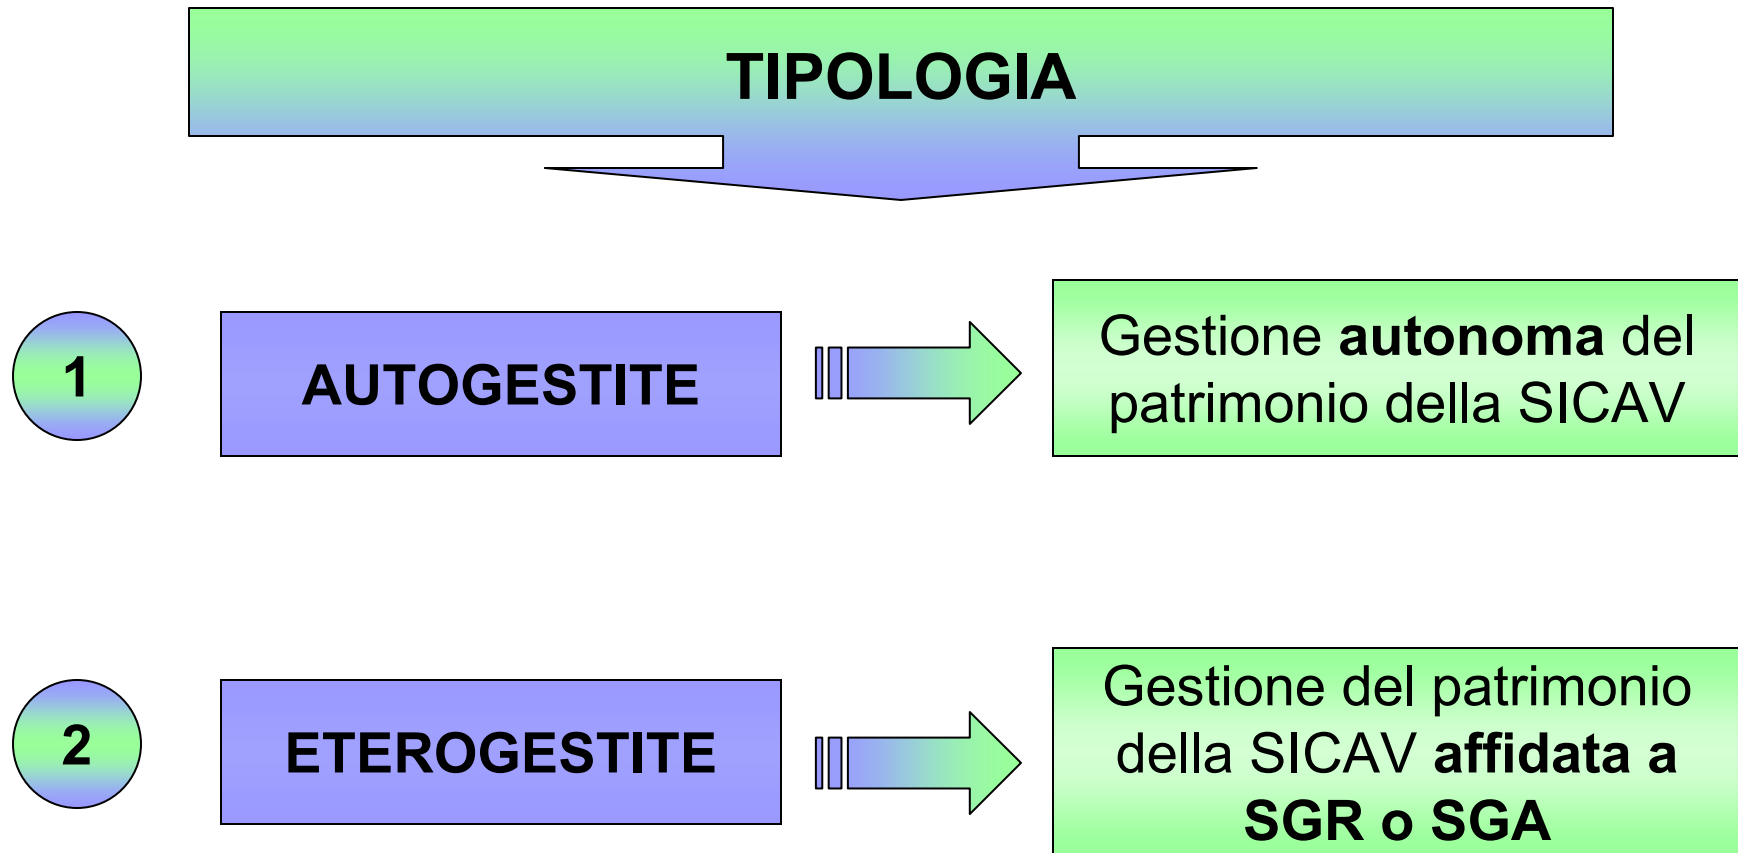 TIPOLOGIA
1
AUTOGESTITE
Gestione autonoma del
patrimonio della SICAV
2
ETEROGESTITE
Gestione del patrimonio
della SICAV affidata a
SGR o SGA